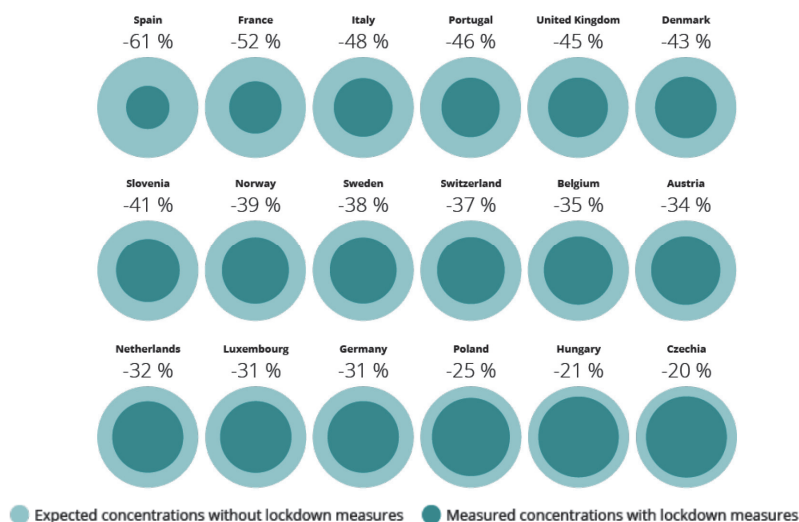 Spain France Italy Portugal United Kingdom Denmark
-61 % -52 % -48 % -46 % -45 % -43 %
Slovenia Norway Sweden Switzerland Belgium Austria
-41 % -39 % -38 % -37 % -35 % -34 %
Netherlands Luxembourg Germany Poland Hungary Czechia
-32 % -31 % -31 % -25 % -21 % -20 %
Expected concentrations without lockdown measures Measured concentrations with lockdown measures